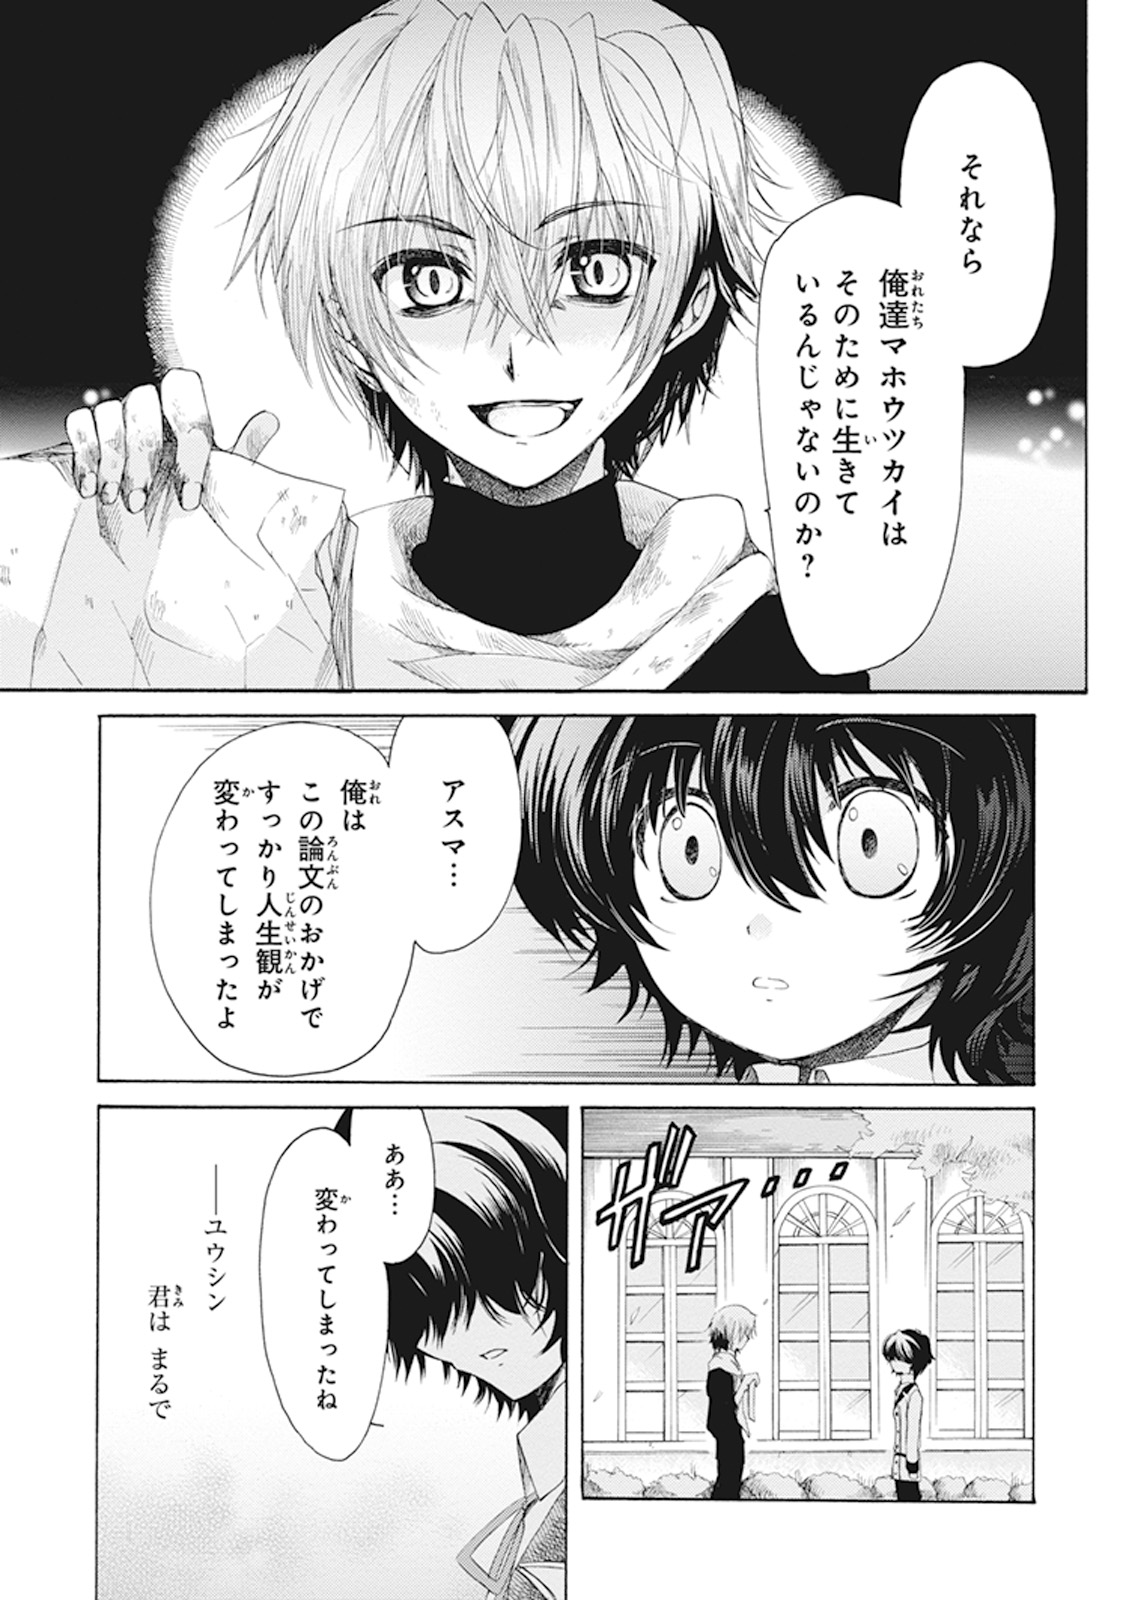 それなら
俺達マホウツカイは
そのために生きて
いるんじゃないのか?
アスマ…
俺は
この論文のおかげで
すっかり人生観が
変わってしまったよ
ザァ…
ああ…
変わってしまったね
──ユウシン
君は まるで